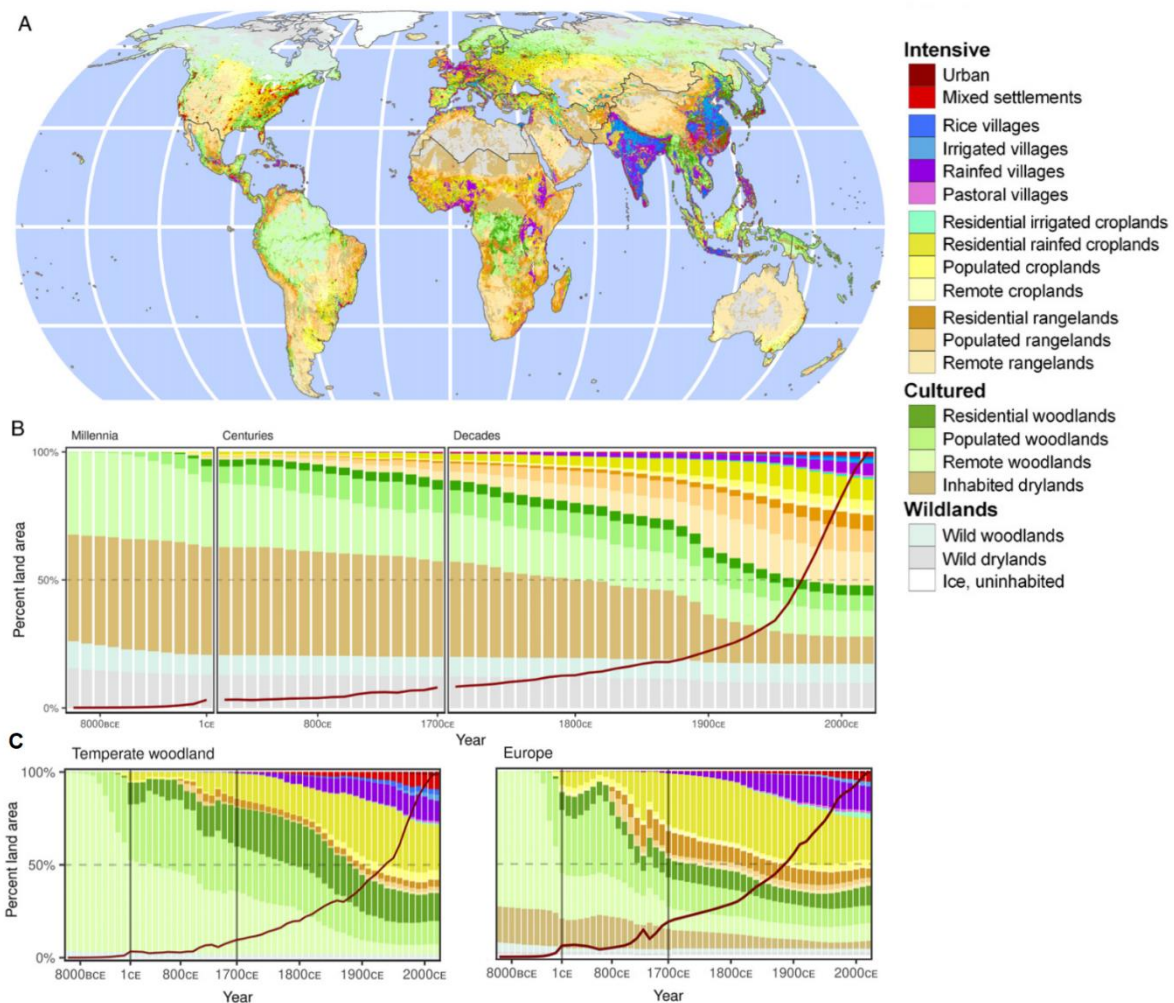 A
Intensive
Urban
Mixed settlements
Rice villages
Irrigated villages
Rainfed villages
Pastoral villages
Residential irrigated croplands
Residential rainfed croplands
Populated croplands
Remote croplands
Residential rangelands
Populated rangelands
Remote rangelands
Cultured
Residential woodlands
Populated woodlands
Remote woodlands
Inhabited drylands
Wildlands
Wild woodlands
Wild drylands
Ice, uninhabited
B
Millennia Centuries Decades
Percent land area
100%
50%
0%
8000BCE 1CE 800CE 1700CE 1800CE 1900CE 2000CE
Year
C
Temperate woodland
Percent land area
100%
50%
0%
8000BCE 1CE 800CE 1700CE 1800CE 1900CE 2000CE
Year
Europe
100%
50%
0%
8000BCE 1CE 800CE 1700CE 1800CE 1900CE 2000CE
Year